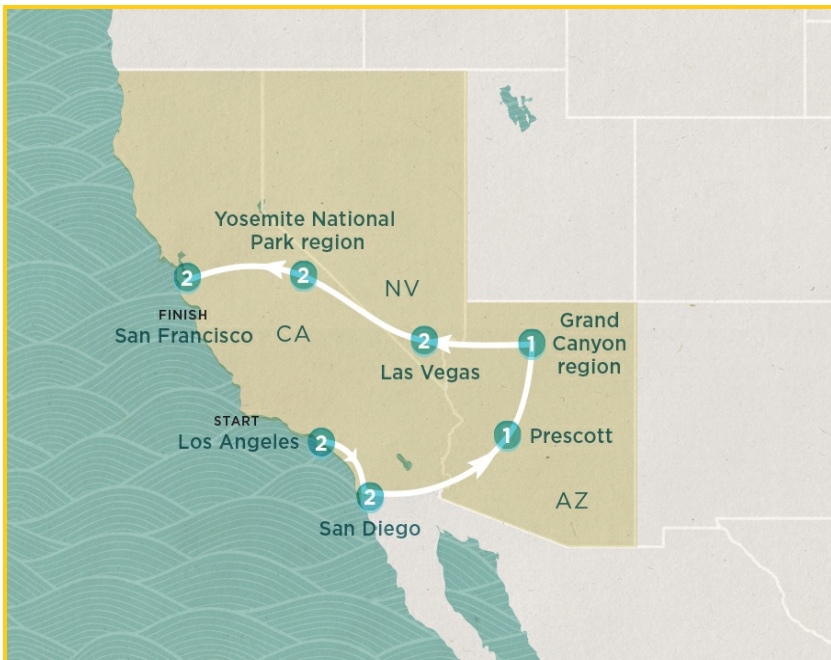 Yosemite National
Park region
2
2
NV
FINISH
San Francisco
CA
2
Las Vegas
1
Grand
Canyon
region
START
Los Angeles
2
1
Prescott
2
San Diego
AZ